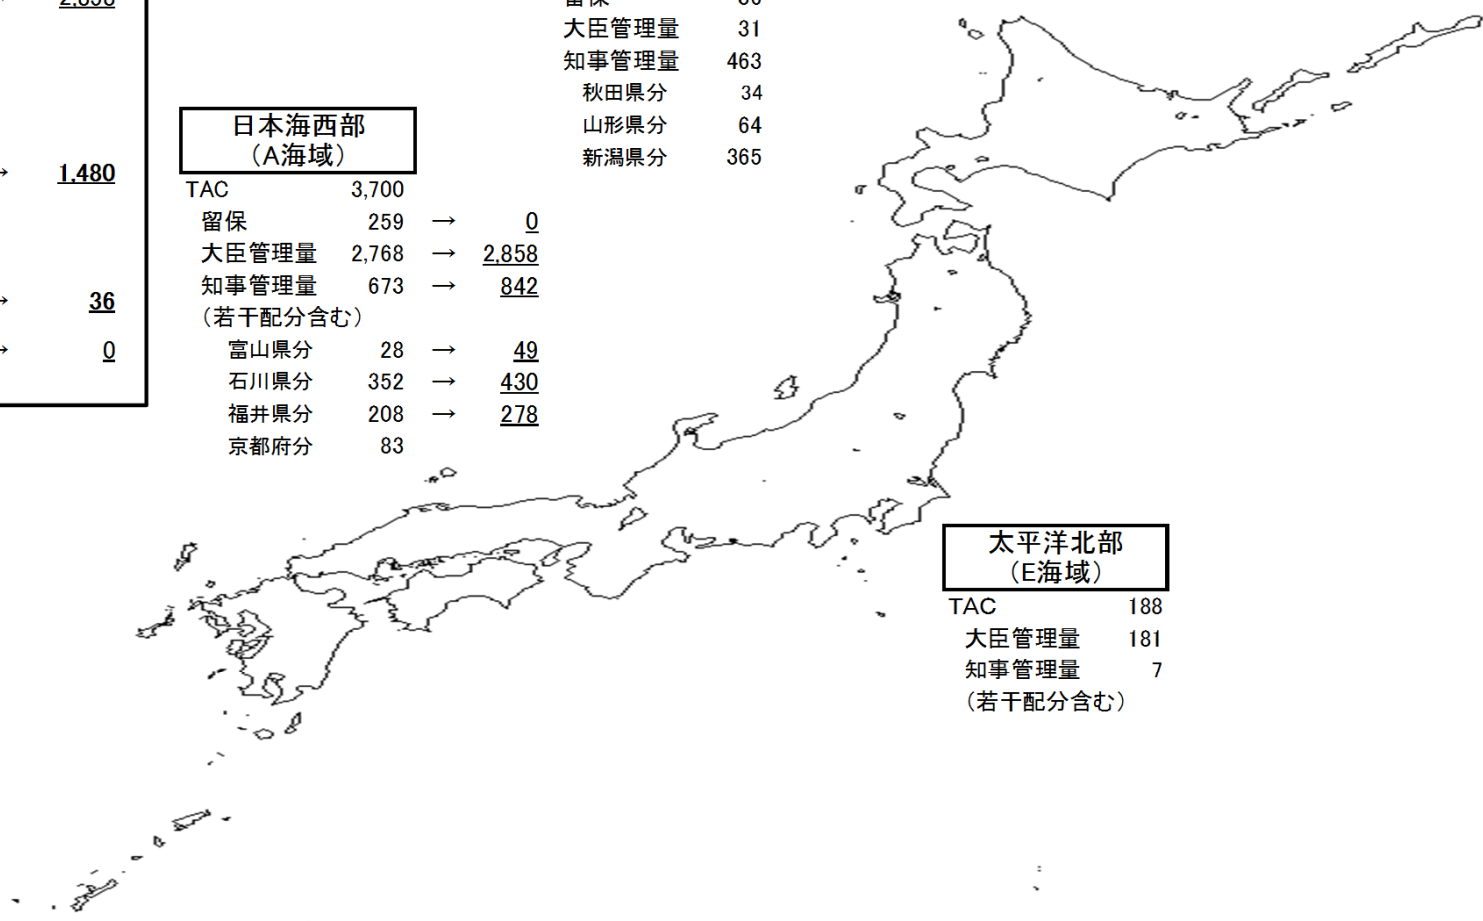 → 2,898
→ 1,480
→ 36
→ 0
日本海西部
（A海域）
TAC 3,700
留保 259 → 0
大臣管理量 2,768 → 2,858
知事管理量 673 → 842
（若干配分含む）
富山県分 28 → 49
石川県分 352 → 430
福井県分 208 → 278
京都府分 83
留保
大臣管理量 31
知事管理量 463
秋田県分 34
山形県分 64
新潟県分 365
太平洋北部
（E海域）
TAC 188
大臣管理量 181
知事管理量 7
（若干配分含む）